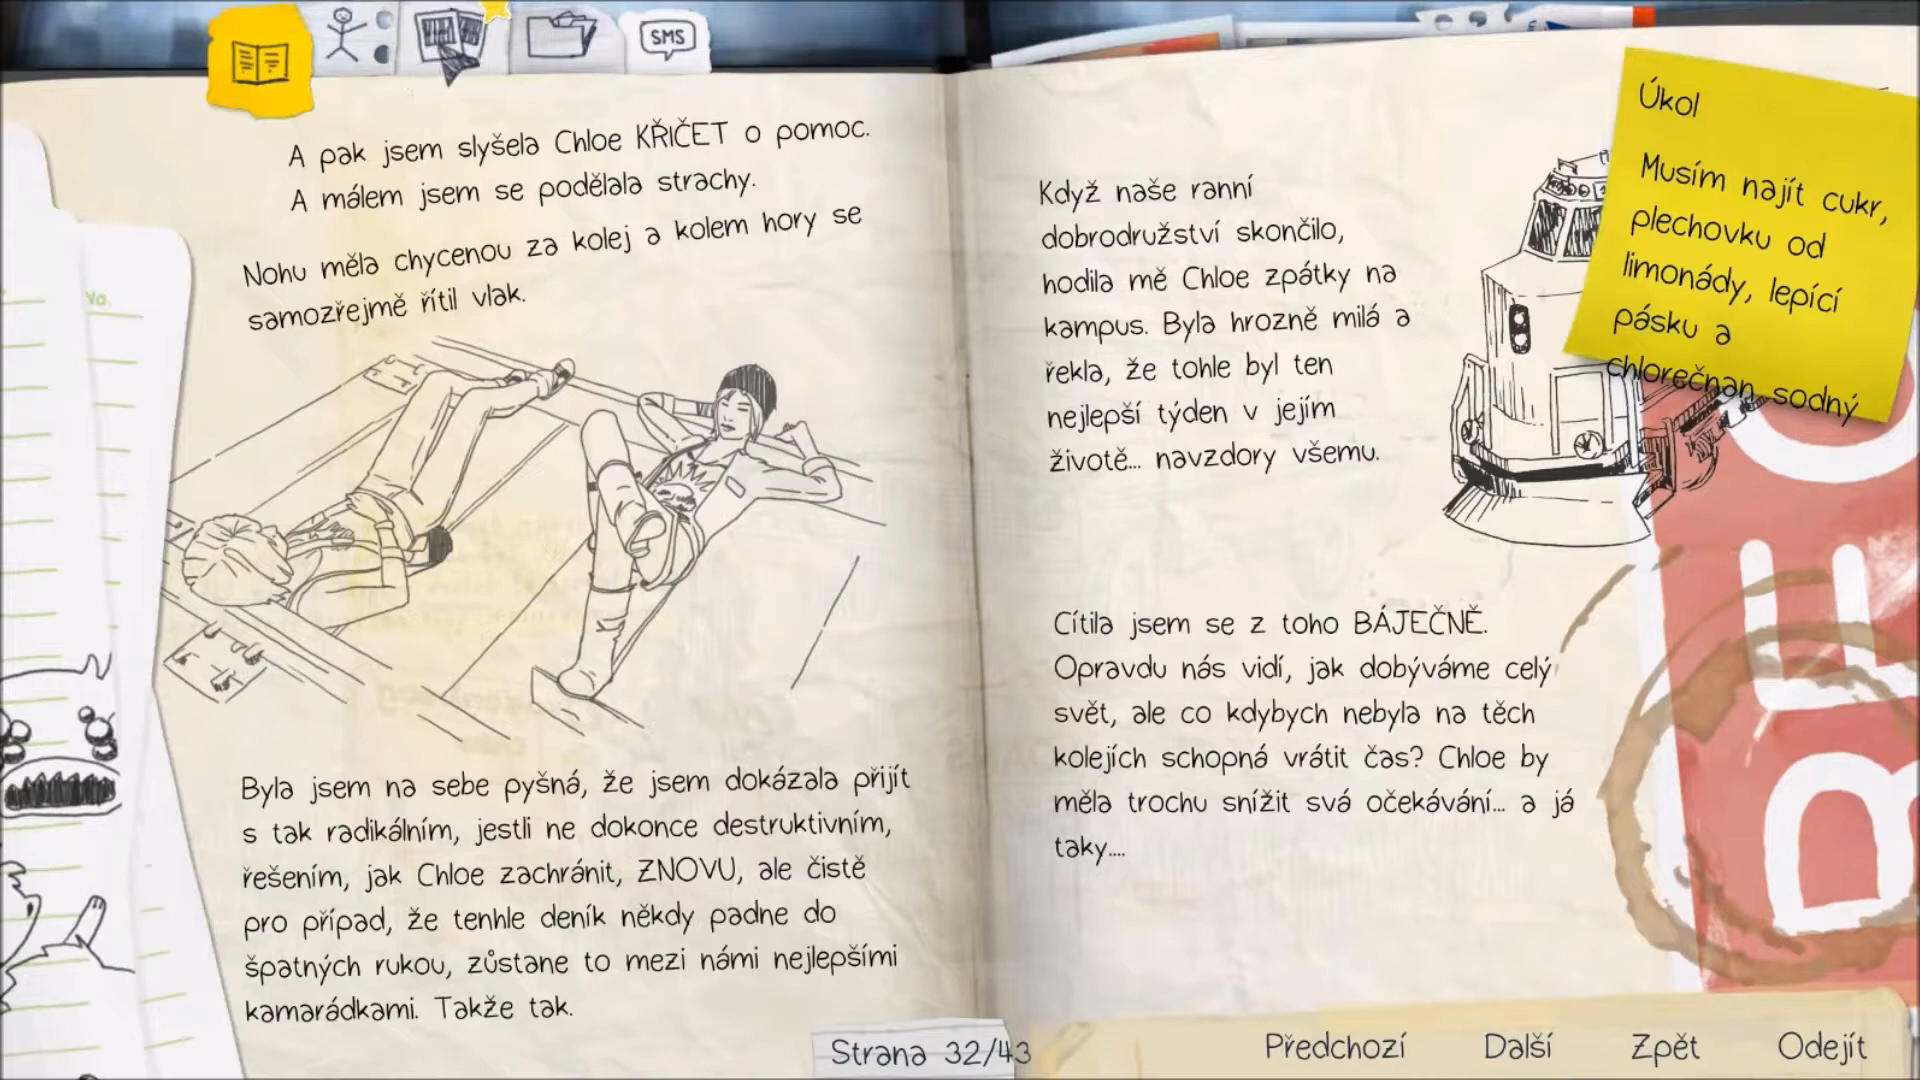 SMS
A pak jsem slyšela Chloe KŘIČET o pomoc.
A málem jsem se podělala strachy.
Nohu měla chycenou za kolej a kolem hory se
samozřejmě řítil vlak.
Byla jsem na sebe pyšná, že jsem dokázala přijít
s tak radikálním, jestli ne dokonce destruktivním,
řešením, jak Chloe zachránit, ZNOVU, ale čistě
pro případ, že tenhle deník někdy padne do
špatných rukou, zůstane to mezi námi nejlepšími
kamarádkami. Takže tak.
Když naše ranní
dobrodružství skončilo,
hodila mě Chloe zpátky na
kampus. Byla hrozně milá a
řekla, že tohle byl ten
nejlepší týden v jejím
životě... navzdory všemu.
Cítila jsem se z toho BÁJEČNĚ.
Opravdu nás vidí, jak dobýváme celý
svět, ale co kdybych nebyla na těch
kolejích schopná vrátit čas? Chloe by
měla trochu snížit svá očekávání... a já
taky....
Úkol
Musím najít cukr,
plechovku od
limonády, lepící
pásku a
chlorečnan sodný
No.
Strana 32/43
Předchozí
Další
Zpět
Odejít